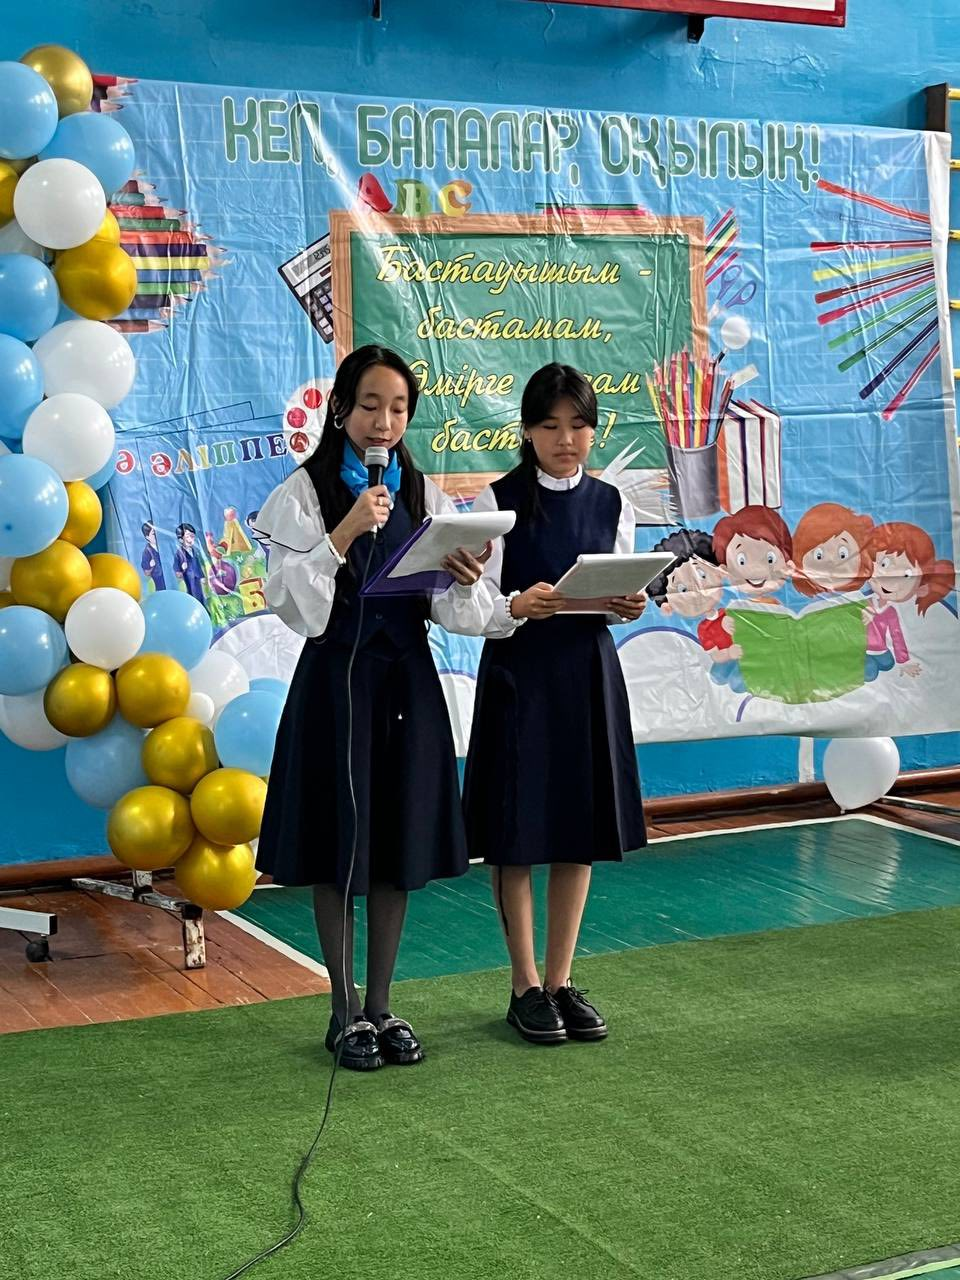 КЕЛ, БАЛАЛАР, ОҚЫЛЫҚ!
ABC
Бастауышым -
бастамам,
Өмірге
ӘЛІППЕ